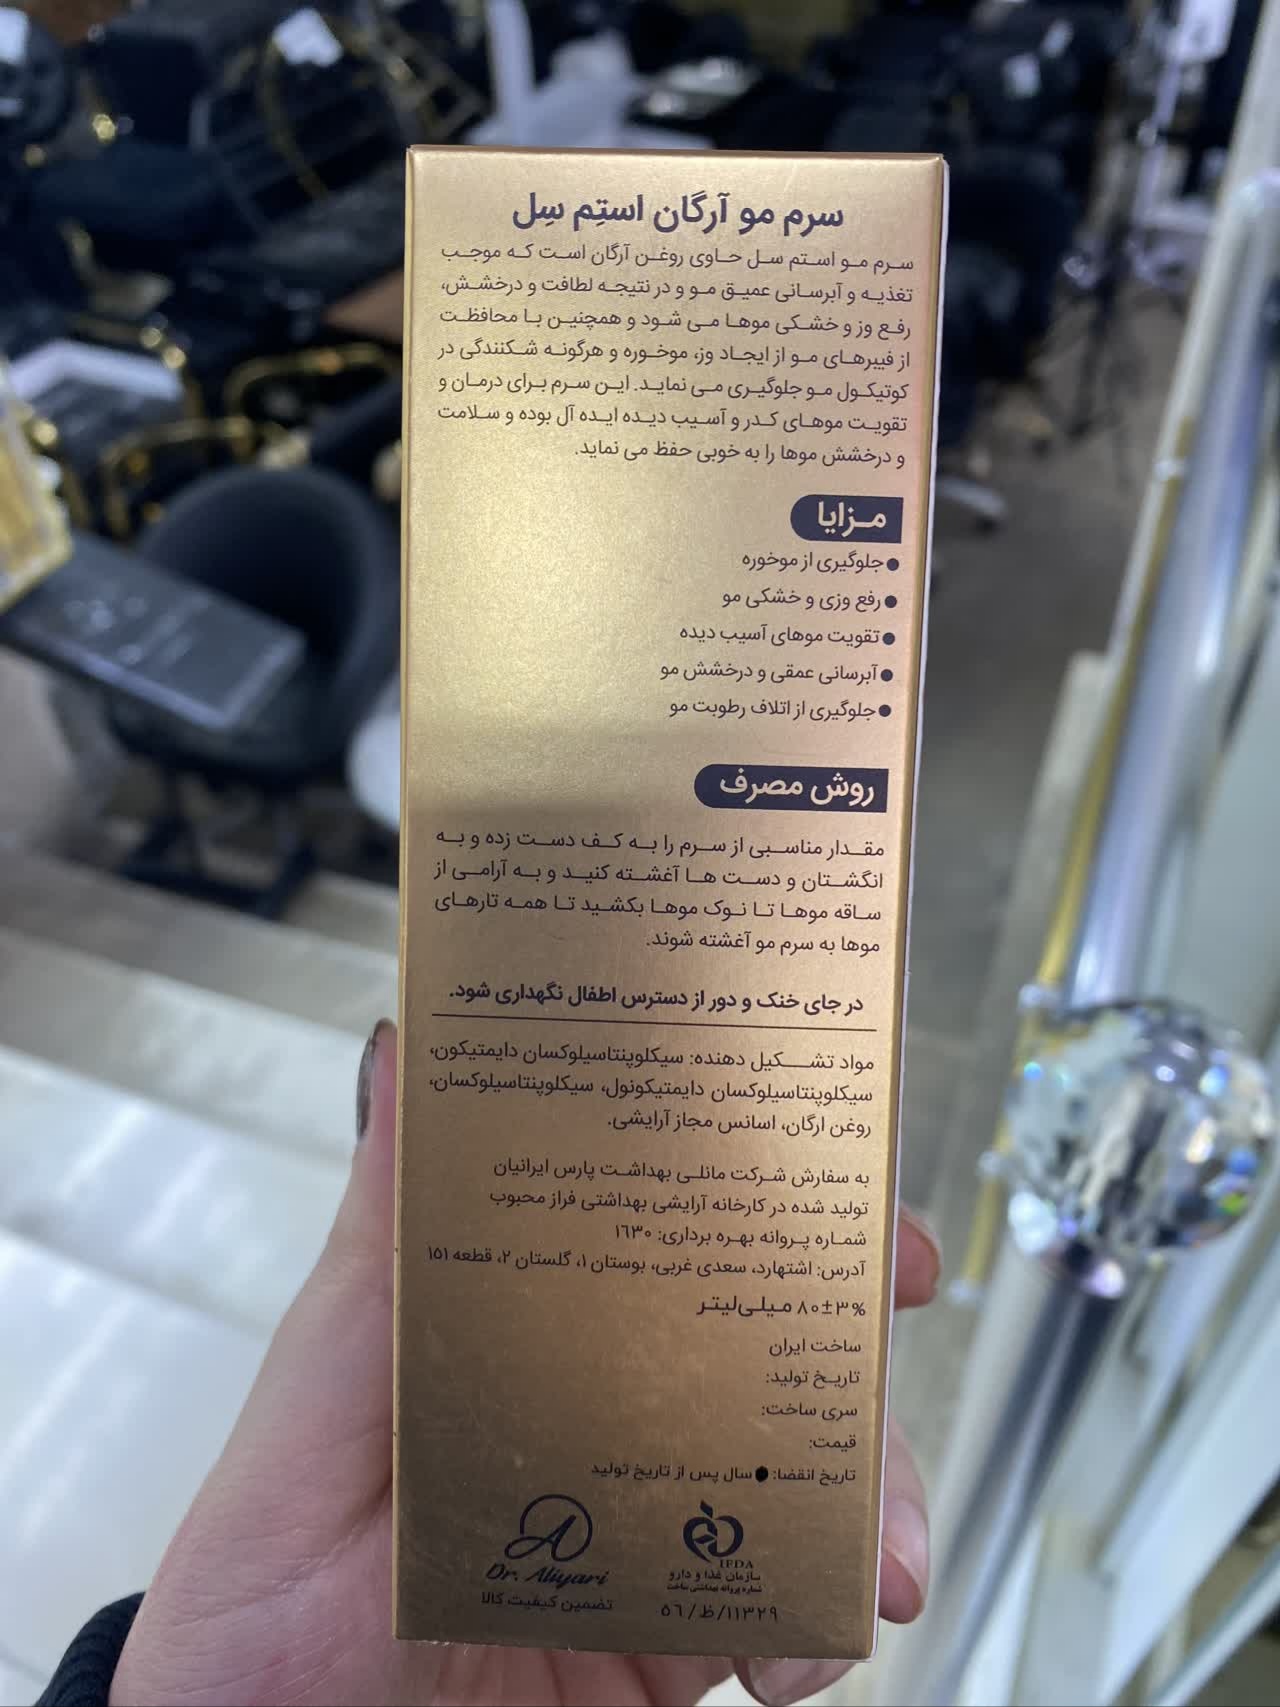 سرم مو آرگان استِم سِل
سرم مو استم سل حاوی روغن آرگان است که موجب
تغذیه و آبرسانی عمیق مو و در نتیجه لطافت و درخشش،
رفع وز و خشکی موها می شود و همچنین با محافظت
از فیبرهای مو از ایجاد وز، موخوره و هرگونه شکنندگی در
کوتیکول مو جلوگیری می نماید. این سرم برای درمان و
تقویت موهای کدر و آسیب دیده ایده آل بوده و سلامت
و درخشش موها را به خوبی حفظ می نماید.
مزایا
●جلوگیری از موخوره
●رفع وزی و خشکی مو
●تقویت موهای آسیب دیده
●آبرسانی عمقی و درخشش مو
●جلوگیری از اتلاف رطوبت مو
روش مصرف
مقدار مناسبی از سرم را به کف دست زده و به
انگشتان و دست ها آغشته کنید و به آرامی از
ساقه موها تا نوک موها بکشید تا همه تارهای
موها به سرم مو آغشته شوند.
در جای خنک و دور از دسترس اطفال نگهداری شود.
مواد تشکیل دهنده: سیکلوپنتاسیلوکسان دایمتیکون،
سیکلوپنتاسیلوکسان دایمتیکونول، سیکلوپنتاسیلوکسان،
روغن ارگان، اسانس مجاز آرایشی.
به سفارش شرکت مانلی بهداشت پارس ایرانیان
تولید شده در کارخانه آرایشی بهداشتی فراز محبوب
شماره پروانه بهره برداری: ۱٦۳۰
آدرس: اشتهارد، سعدی غربی، بوستان ۱، گلستان ۲، قطعه ۱۵۱
۸۰±۳% میلی‌لیتر
ساخت ایران
تاریخ تولید:
سری ساخت:
قیمت:
تاریخ انقضا: ●سال پس از تاریخ تولید
IFDA
سازمان غذا و دارو
شماره پروانه بهداشتی ساخت
۵٦/ظ/۱۱۳۲۹
A
Dr. Aliyari
تضمین کیفیت کالا